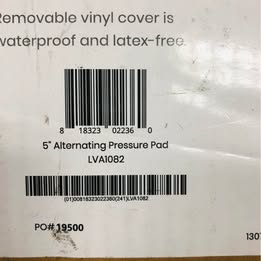 Removable vinyl cover is
waterproof and latex-free.
8 18323 02236 0
5" Alternating Pressure Pad
LVA1082
(01)00818323022360(241)LVA1082
PO# 19500
1307